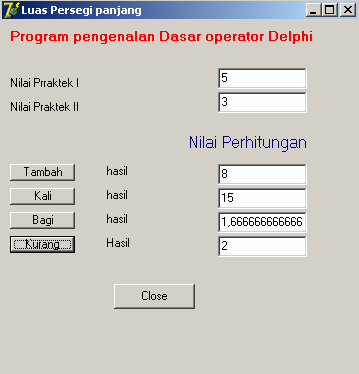 Luas Persegi panjang
Program pengenalan Dasar operator Delphi
Nilai Prraktek I 5
Nilai Praktek II 3
Nilai Perhitungan
Tambah hasil 8
Kali hasil 15
Bagi hasil 1,666666666666
Kurang Hasil 2
Close